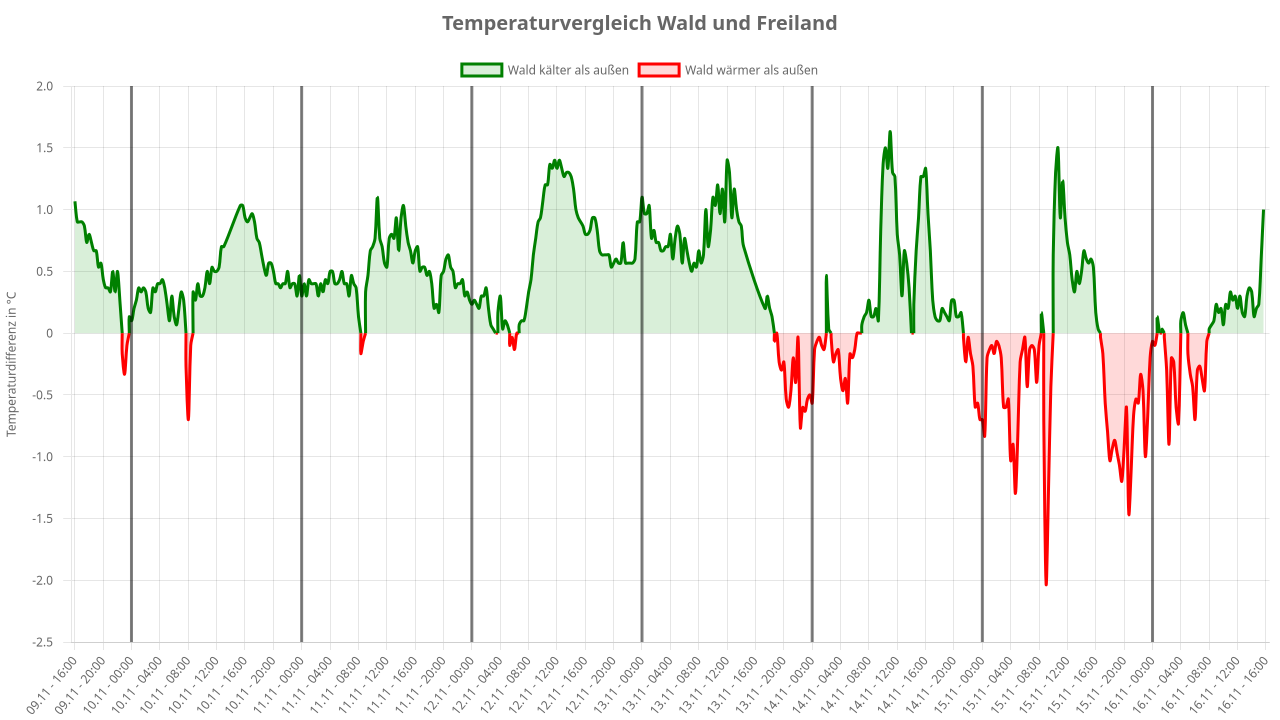 Temperaturvergleich Wald und Freiland
Wald kälter als außen
Wald wärmer als außen
Temperaturdifferenz in °C
2.0
1.5
1.0
0.5
0
-0.5
-1.0
-1.5
-2.0
-2.5
09.11 - 16:00
09.11 - 20:00
10.11 - 00:00
10.11 - 04:00
10.11 - 08:00
10.11 - 12:00
10.11 - 16:00
10.11 - 20:00
11.11 - 00:00
11.11 - 04:00
11.11 - 08:00
11.11 - 12:00
11.11 - 16:00
11.11 - 20:00
12.11 - 00:00
12.11 - 04:00
12.11 - 08:00
12.11 - 12:00
12.11 - 16:00
12.11 - 20:00
13.11 - 00:00
13.11 - 04:00
13.11 - 08:00
13.11 - 12:00
13.11 - 16:00
13.11 - 20:00
14.11 - 00:00
14.11 - 04:00
14.11 - 08:00
14.11 - 12:00
14.11 - 16:00
14.11 - 20:00
15.11 - 00:00
15.11 - 04:00
15.11 - 08:00
15.11 - 12:00
15.11 - 16:00
15.11 - 20:00
16.11 - 00:00
16.11 - 04:00
16.11 - 08:00
16.11 - 12:00
16.11 - 16:00